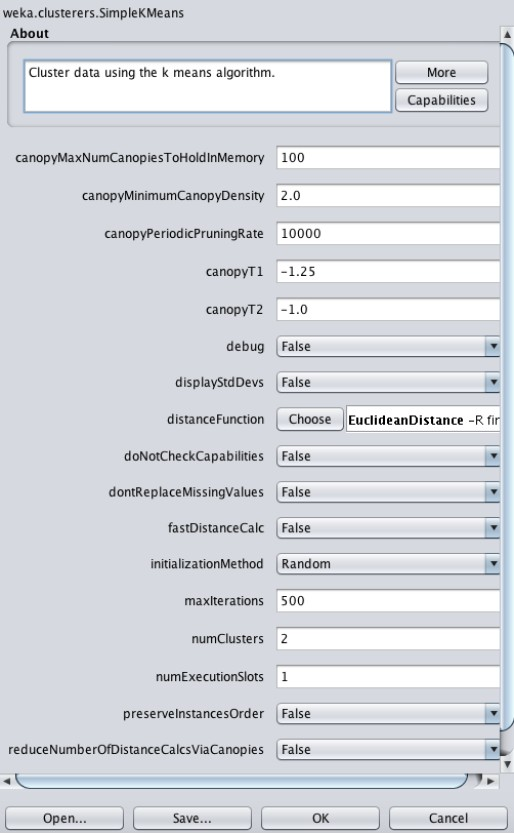 weka.clusterers.SimpleKMeans
About
Cluster data using the k means algorithm.
More
Capabilities
canopyMaxNumCanopiesToHoldInMemory 100
canopyMinimumCanopyDensity 2.0
canopyPeriodicPruningRate 10000
canopyT1 -1.25
canopyT2 -1.0
debug False
displayStdDevs False
distanceFunction Choose EuclideanDistance -R fir
doNotCheckCapabilities False
dontReplaceMissingValues False
fastDistanceCalc False
initializationMethod Random
maxIterations 500
numClusters 2
numExecutionSlots 1
preserveInstancesOrder False
reduceNumberOfDistanceCalcsViaCanopies False
Open... Save... OK Cancel